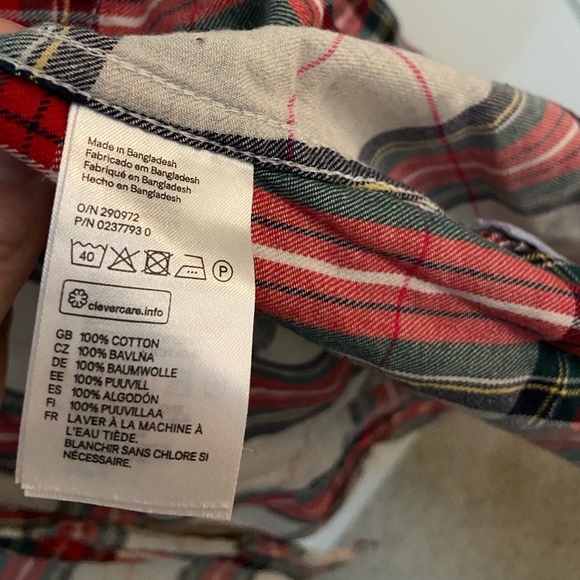 Made in Bangladesh
Fabricado em Bangladesh
Fabriqué en Bangladesh
Hecho en Bangladesh
O/N 290972
P/N 0237793 0
40 P
clevercare.info
GB 100% COTTON
CZ 100% BAVLNA
DE 100% BAUMWOLLE
EE 100% PUUVILL
ES 100% ALGODÓN
FI 100% PUUVILLAA
FR LAVER À LA MACHINE À
L'EAU TIÈDE.
BLANCHIR SANS CHLORE SI
NÉCESSAIRE.